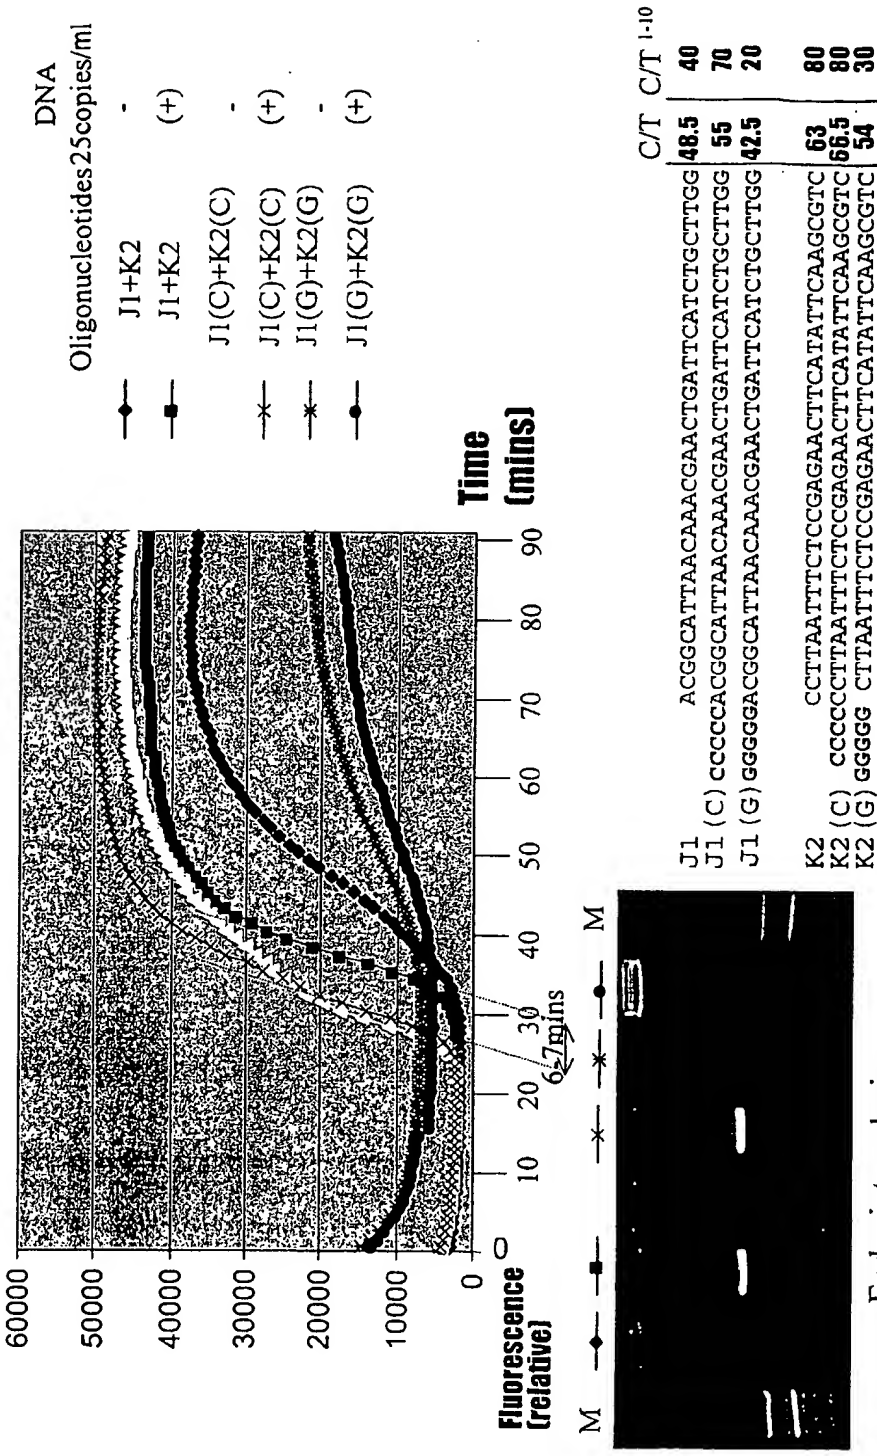 DNA
Oligonucleotides25copies/ml
J1+K2 -
J1+K2 (+)
J1(C)+K2(C) -
J1(C)+K2(C) (+)
J1(G)+K2(G) -
J1(G)+K2(G) (+)
60000
50000
40000
30000
20000
10000
0
Fluorescence
(relative)
0 10 20 30 40 50 60 70 80 90
Time
(mins)
6-7mins
M M
C/T C/T 1-10
J1 ACGGCATTAACAAACGAACTGATTCATCTGCTTGG 48.5 40
J1 (C) CCCCCACGGCATTAACAAACGAACTGATTCATCTGCTTGG 55 70
J1 (G) GGGGGACGGCATTAACAAACGAACTGATTCATCTGCTTGG 42.5 20
K2 CCTTAATTTCTCCGAGAACTTCATATTCAAGCGTC 63 80
K2 (C) CCCCCCTTAATTTCTCCGAGAACTTCATATTCAAGCGTC 66.5 80
K2 (G) GGGGG CTTAATTTCTCCGAGAACTTCATATTCAAGCGTC 54 30